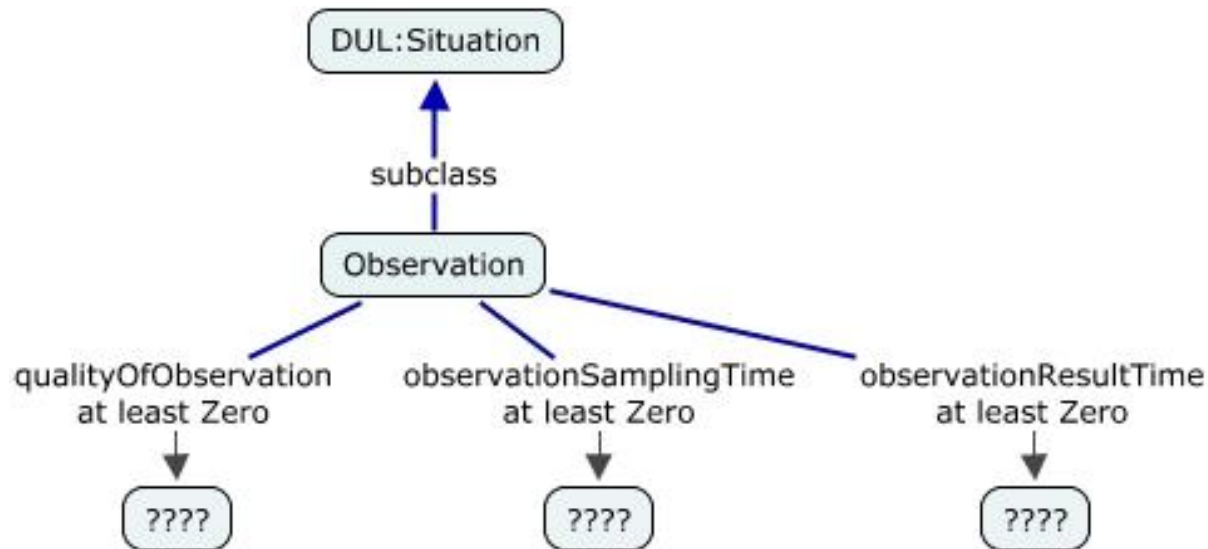 DUL:Situation
subclass
Observation
qualityOfObservation
at least Zero
observationSamplingTime
at least Zero
observationResultTime
at least Zero
????
????
????